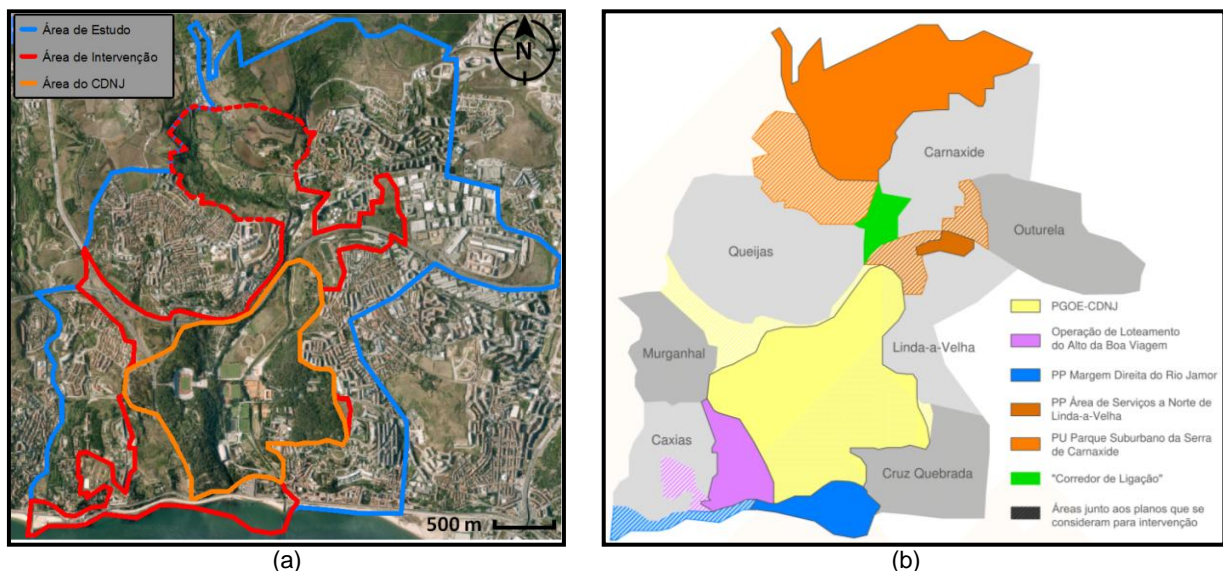 Área de Estudo
Área de Intervenção
Área do CDNJ
N
500 m
(a)
Carnaxide
Outurela
Queijas
Murganhal
Linda-a-Velha
Caxias
Cruz Quebrada
PGOE-CDNJ
Operação de Loteamento
do Alto da Boa Viagem
PP Margem Direita do Rio Jamor
PP Área de Serviços a Norte de
Linda-a-Velha
PU Parque Suburbano da Serra
de Carnaxide
"Corredor de Ligação"
Áreas junto aos planos que se
consideram para intervenção
(b)